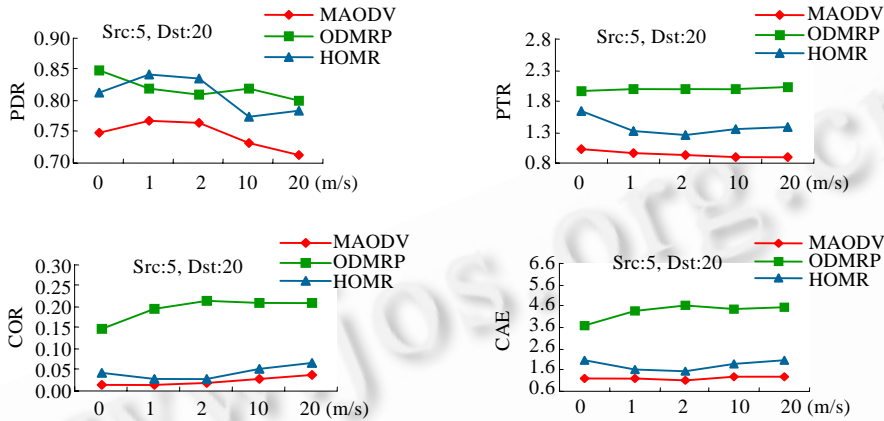 MAODV
ODMRP
HOMR
Src:5, Dst:20
PDR
0.90
0.85
0.80
0.75
0.70
0 1 2 10 20 (m/s)
MAODV
ODMRP
HOMR
Src:5, Dst:20
PTR
2.8
2.3
1.8
1.3
0.8
0 1 2 10 20 (m/s)
MAODV
ODMRP
HOMR
Src:5, Dst:20
COR
0.30
0.25
0.20
0.15
0.10
0.05
0.00
0 1 2 10 20 (m/s)
MAODV
ODMRP
HOMR
Src:5, Dst:20
CAE
6.6
5.6
4.6
3.6
2.6
1.6
0.6
0 1 2 10 20 (m/s)
www.jos.org.cn